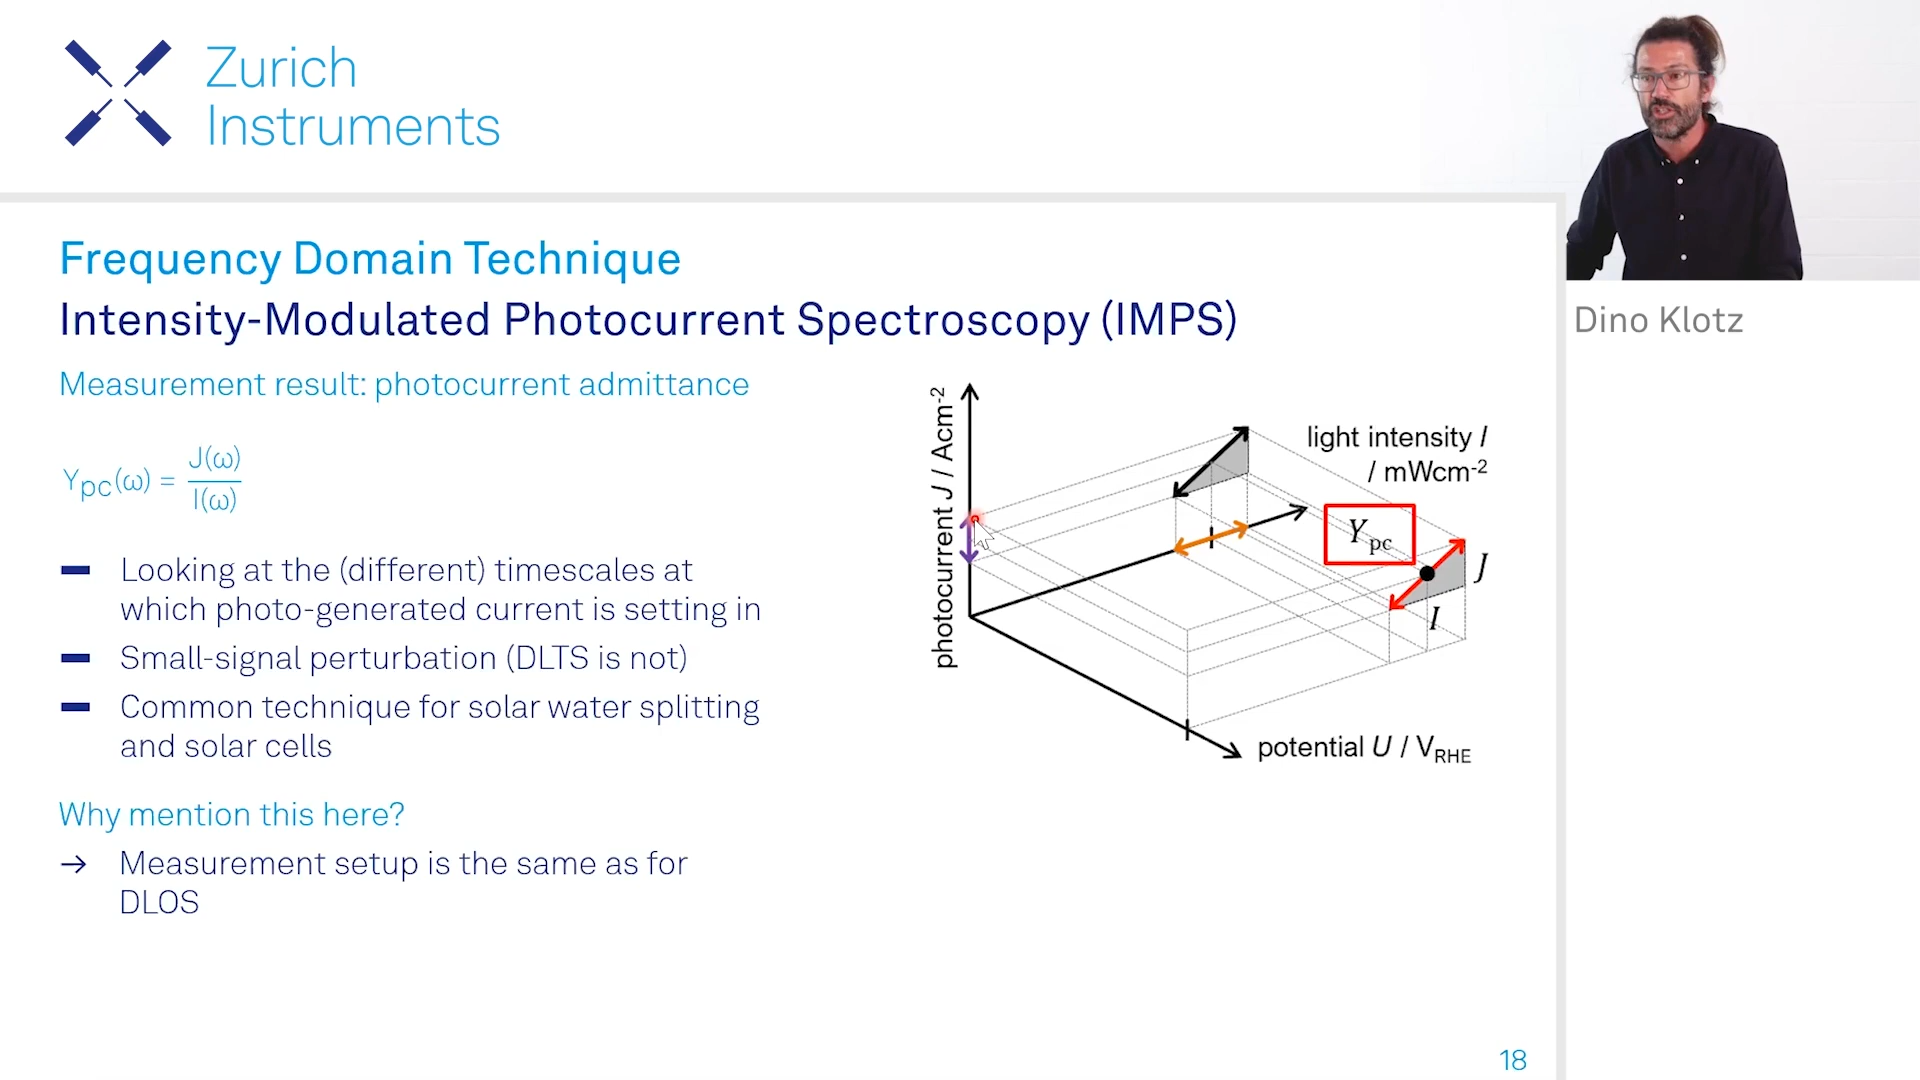 Zurich
Instruments
Frequency Domain Technique
Intensity-Modulated Photocurrent Spectroscopy (IMPS)
Dino Klotz
Measurement result: photocurrent admittance
Ypc(ω) = J(ω) / I(ω)
Looking at the (different) timescales at
which photo-generated current is setting in
Small-signal perturbation (DLTS is not)
Common technique for solar water splitting
and solar cells
Why mention this here?
→ Measurement setup is the same as for
DLOS
photocurrent J / Acm-2
light intensity I
/ mWcm-2
Ypc
J
I
potential U / VRHE
18